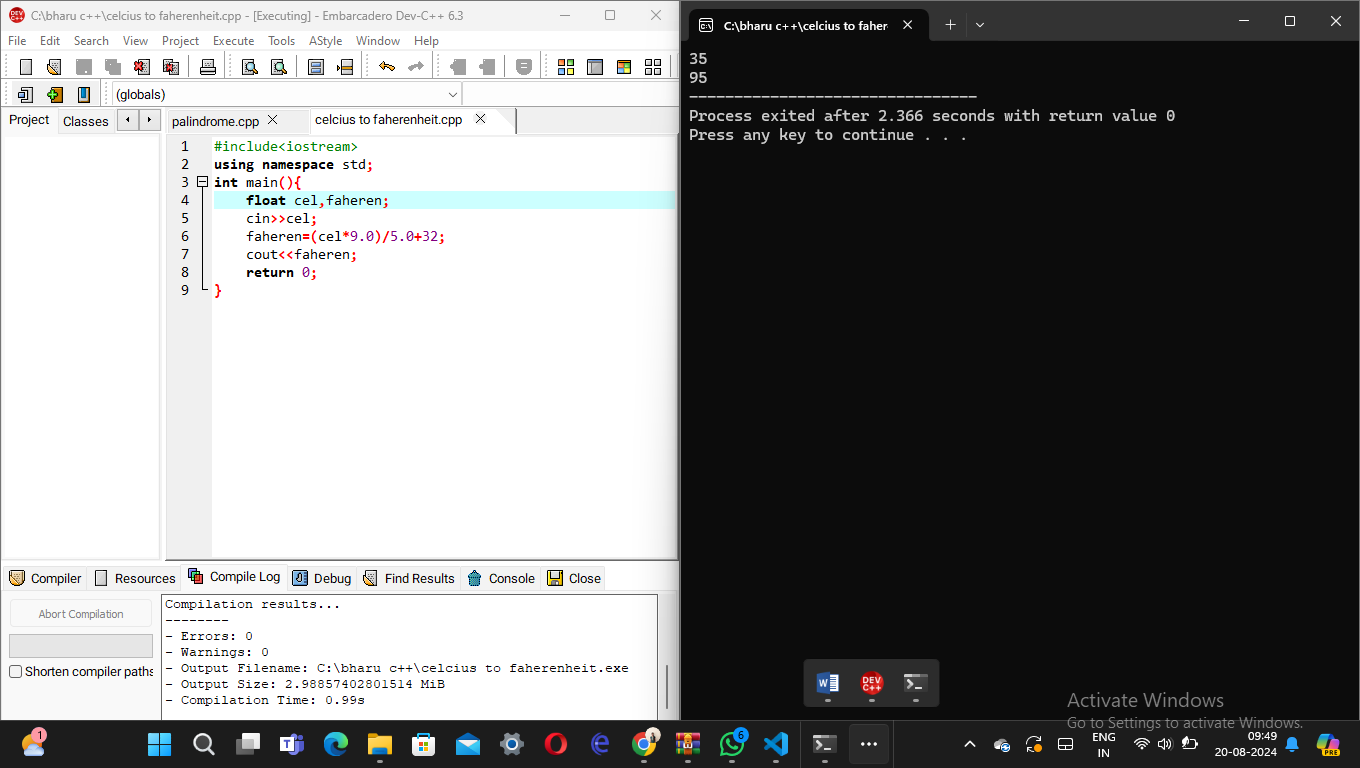 C:\bharu c++\celcius to faherenheit.cpp - [Executing] - Embarcadero Dev-C++ 6.3
File Edit Search View Project Execute Tools AStyle Window Help
(globals)
Project Classes
palindrome.cpp celcius to faherenheit.cpp
1 #include<iostream>
2 using namespace std;
3 int main(){
4 float cel,faheren;
5 cin>>cel;
6 faheren=(cel*9.0)/5.0+32;
7 cout<<faheren;
8 return 0;
9 }
Compiler Resources Compile Log Debug Find Results Console Close
Abort Compilation
Shorten compiler paths
Compilation results...
--------
- Errors: 0
- Warnings: 0
- Output Filename: C:\bharu c++\celcius to faherenheit.exe
- Output Size: 2.98857402801514 MiB
- Compilation Time: 0.99s
C:\bharu c++\celcius to faher
35
95
--------------------------------
Process exited after 2.366 seconds with return value 0
Press any key to continue . . .
W DEV C++
Activate Windows
Go to Settings to activate Windows.
1
6
ENG
IN
09:49
20-08-2024
PRE